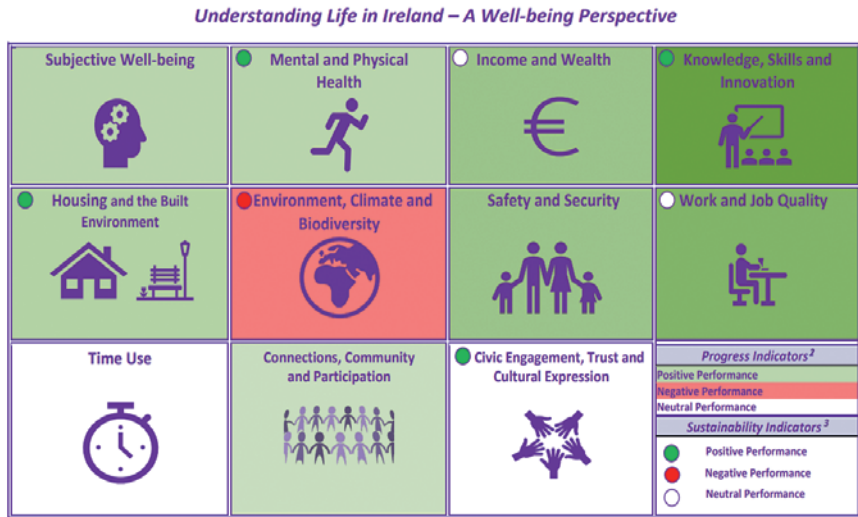 Understanding Life in Ireland – A Well-being Perspective
Subjective Well-being
Mental and Physical
Health
Income and Wealth
€
Knowledge, Skills and
Innovation
Housing and the Built
Environment
Environment, Climate and
Biodiversity
Safety and Security
Work and Job Quality
Time Use
Connections, Community
and Participation
Civic Engagement, Trust and
Cultural Expression
Progress Indicators²
Positive Performance
Negative Performance
Neutral Performance
Sustainability Indicators³
Positive Performance
Negative Performance
Neutral Performance